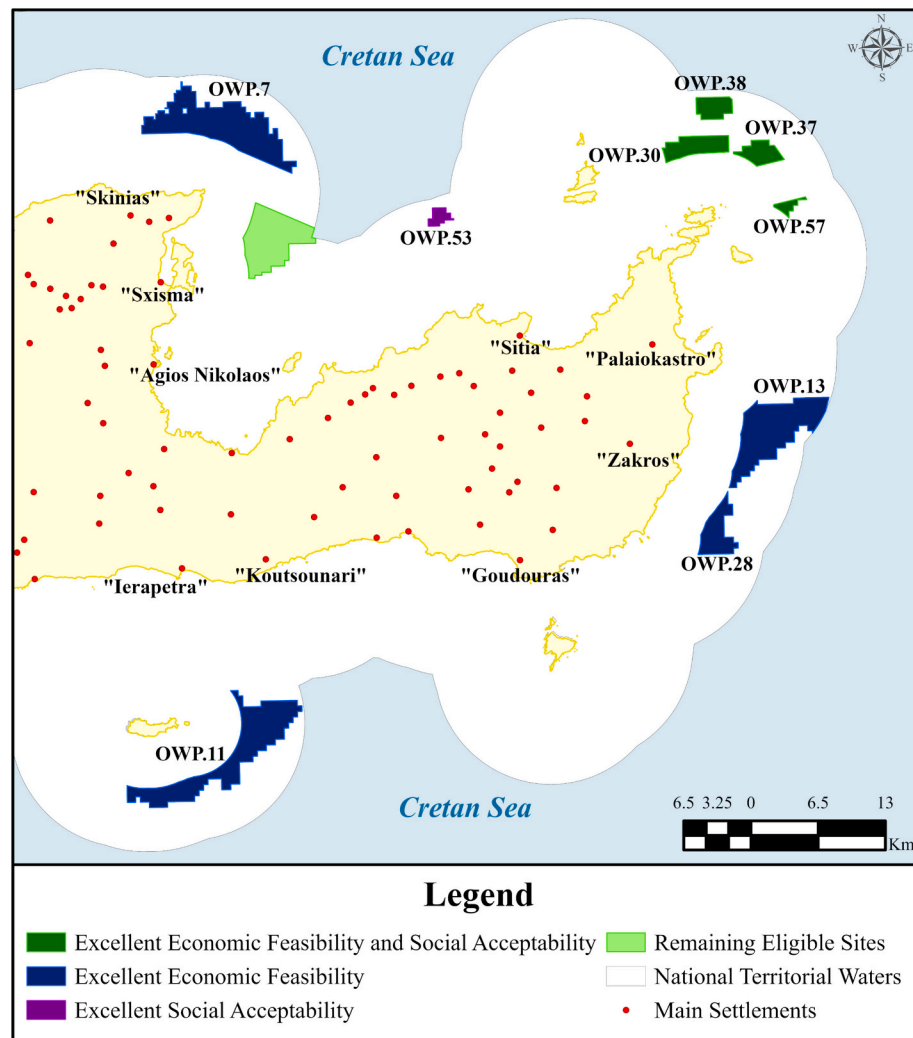 Cretan Sea
N
W E
S
OWP.7
OWP.38
OWP.37
OWP.30
"Skinias"
OWP.57
OWP.53
"Sxisma"
"Sitia"
"Palaiokastro"
"Agios Nikolaos"
OWP.13
"Zakros"
OWP.28
"Ierapetra"
"Koutsounari"
"Goudouras"
OWP.11
Cretan Sea
6.5 3.25 0 6.5 13
Km
Legend
Excellent Economic Feasibility and Social Acceptability
Remaining Eligible Sites
Excellent Economic Feasibility
National Territorial Waters
Excellent Social Acceptability
Main Settlements